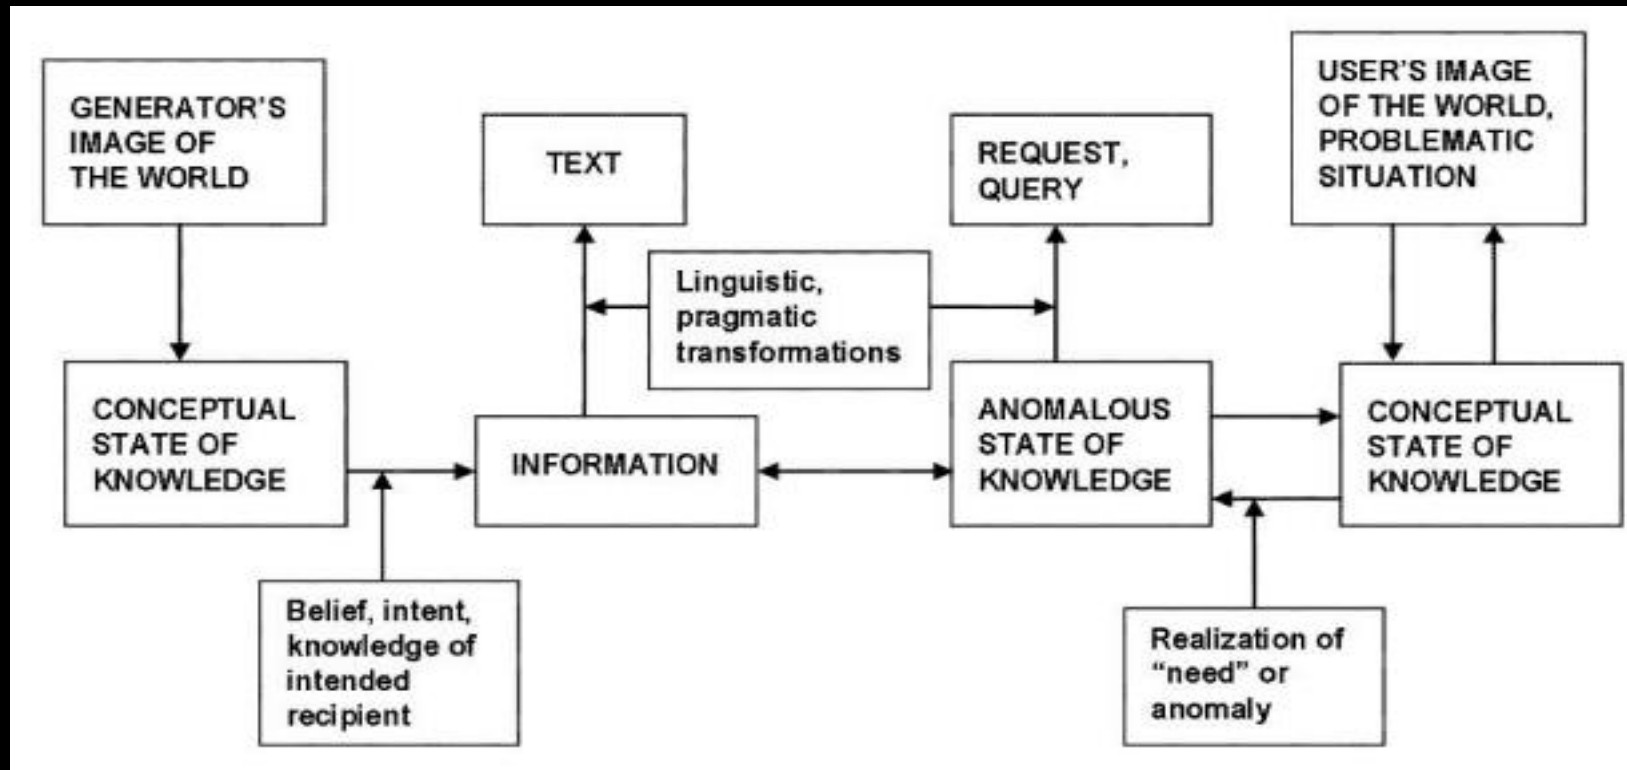 GENERATOR'S
IMAGE OF
THE WORLD
TEXT
REQUEST,
QUERY
USER'S IMAGE
OF THE WORLD,
PROBLEMATIC
SITUATION
Linguistic,
pragmatic
transformations
CONCEPTUAL
STATE OF
KNOWLEDGE
INFORMATION
ANOMALOUS
STATE OF
KNOWLEDGE
CONCEPTUAL
STATE OF
KNOWLEDGE
Belief, intent,
knowledge of
intended
recipient
Realization of
“need” or
anomaly